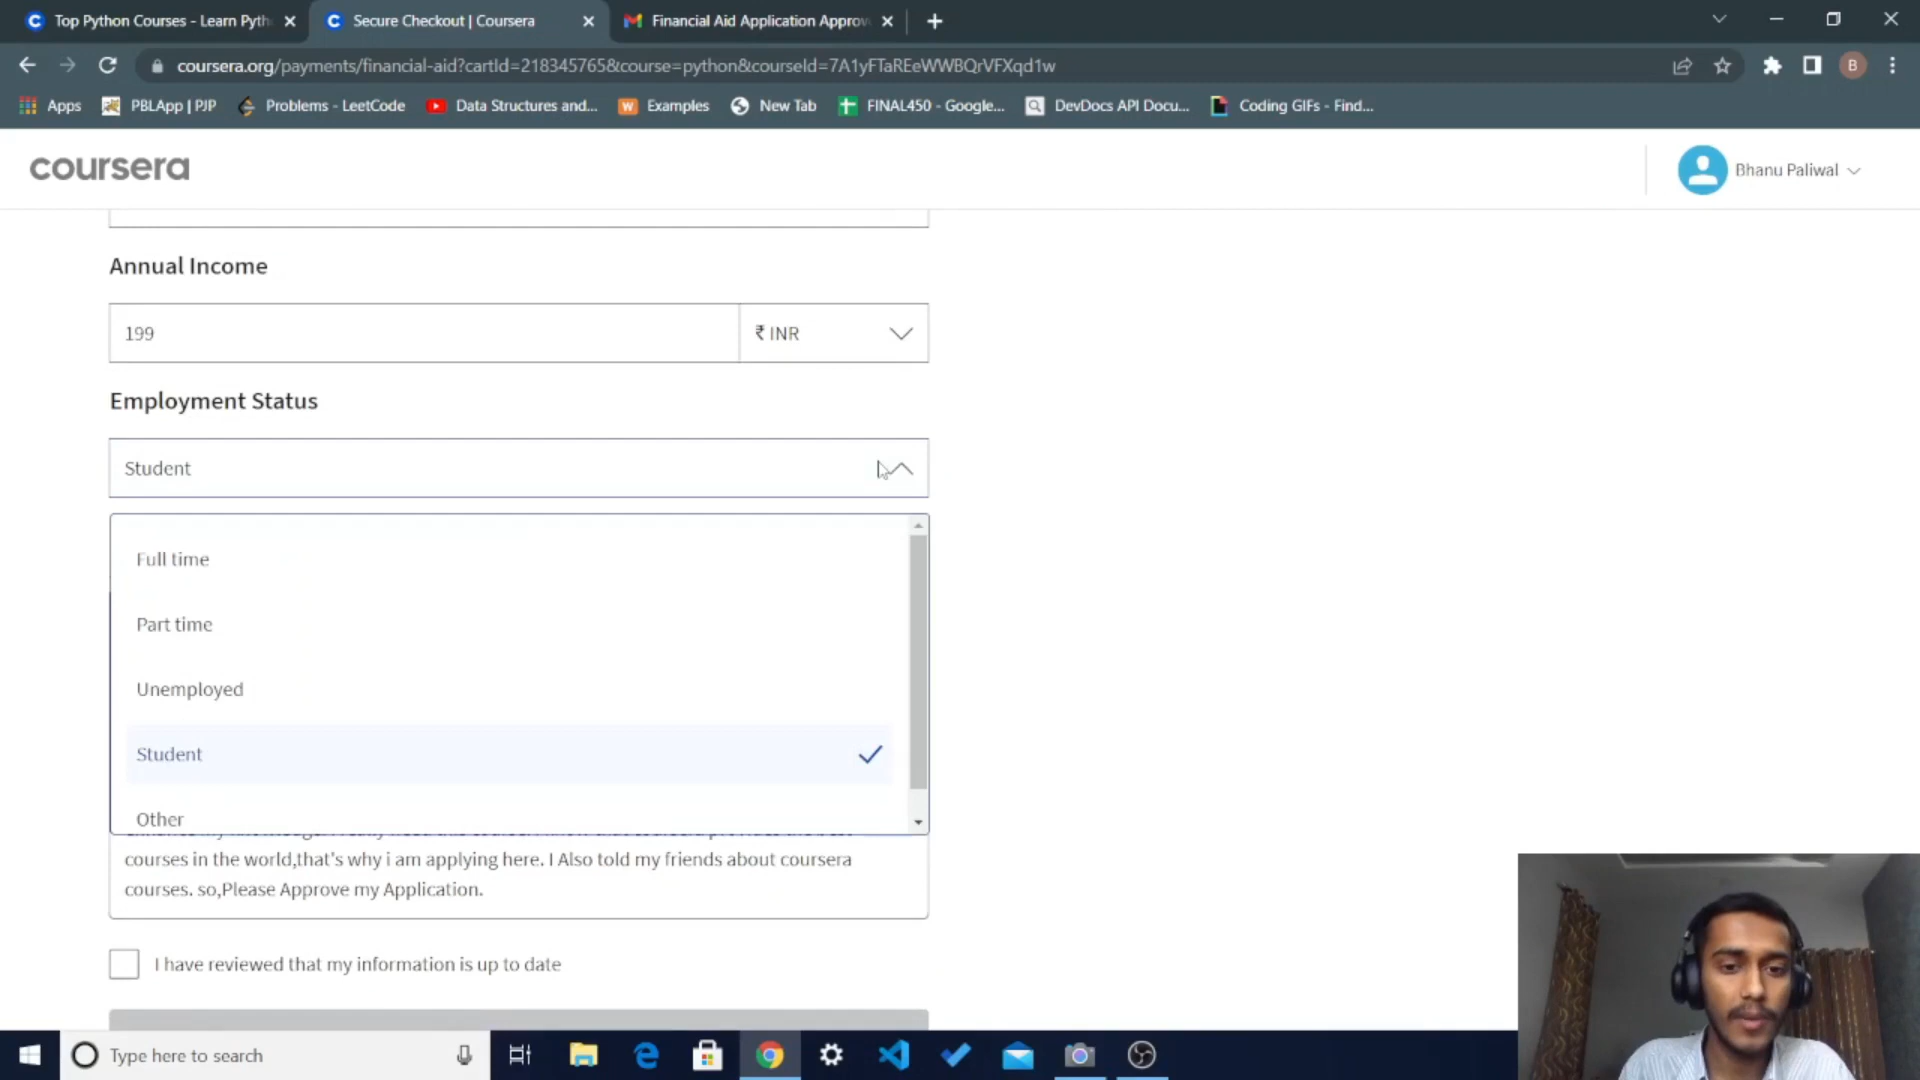 Top Python Courses - Learn Pyth
Secure Checkout | Coursera
Financial Aid Application Approv
coursera.org/payments/financial-aid?cartId=218345765&course=python&courseId=7A1yFTaREeWWBQrVFXqd1w
B
Apps
PBLApp | PJP
Problems - LeetCode
Data Structures and...
Examples
New Tab
FINAL450 - Google...
DevDocs API Docu...
Coding GIFs - Find...
coursera
Bhanu Paliwal
Annual Income
199
₹ INR
Employment Status
Student
Full time
Part time
Unemployed
Student
Other
courses in the world,that's why i am applying here. I Also told my friends about coursera
courses. so,Please Approve my Application.
I have reviewed that my information is up to date
Type here to search